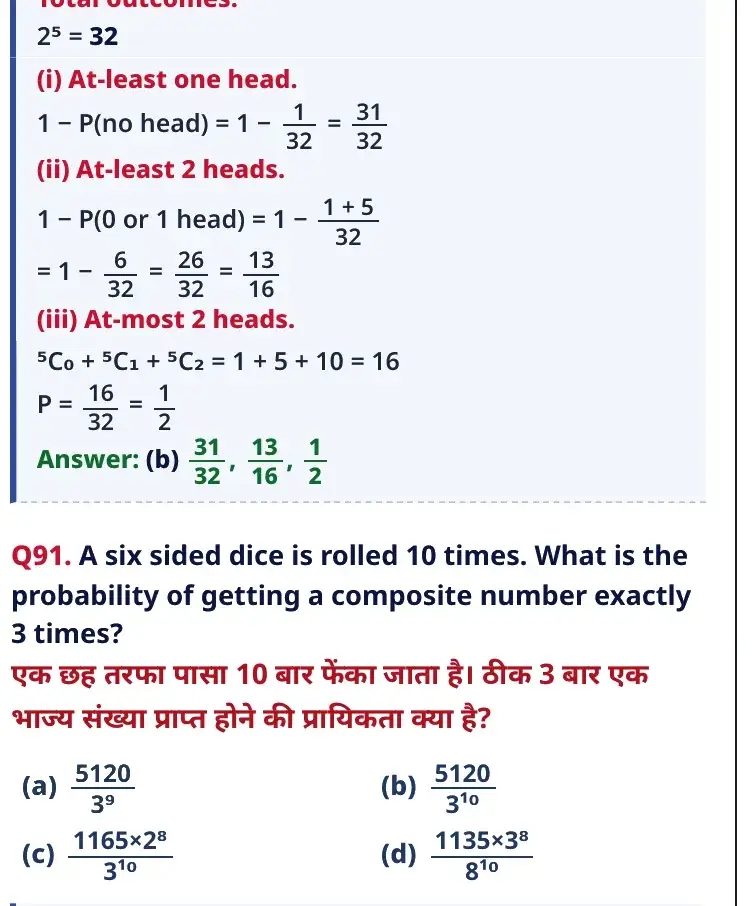 Total outcomes:
2⁵ = 32
(i) At-least one head.
1 − P(no head) = 1 − 1/32 = 31/32
(ii) At-least 2 heads.
1 − P(0 or 1 head) = 1 − (1 + 5)/32
= 1 − 6/32 = 26/32 = 13/16
(iii) At-most 2 heads.
⁵C₀ + ⁵C₁ + ⁵C₂ = 1 + 5 + 10 = 16
P = 16/32 = 1/2
Answer: (b) 31/32, 13/16, 1/2
Q91. A six sided dice is rolled 10 times. What is the
probability of getting a composite number exactly
3 times?
एक छह तरफा पासा 10 बार फेंका जाता है। ठीक 3 बार एक
भाज्य संख्या प्राप्त होने की प्रायिकता क्या है?
(a) 5120/3⁹ (b) 5120/3¹⁰
(c) 1165×2⁸/3¹⁰ (d) 1135×3⁸/8¹⁰